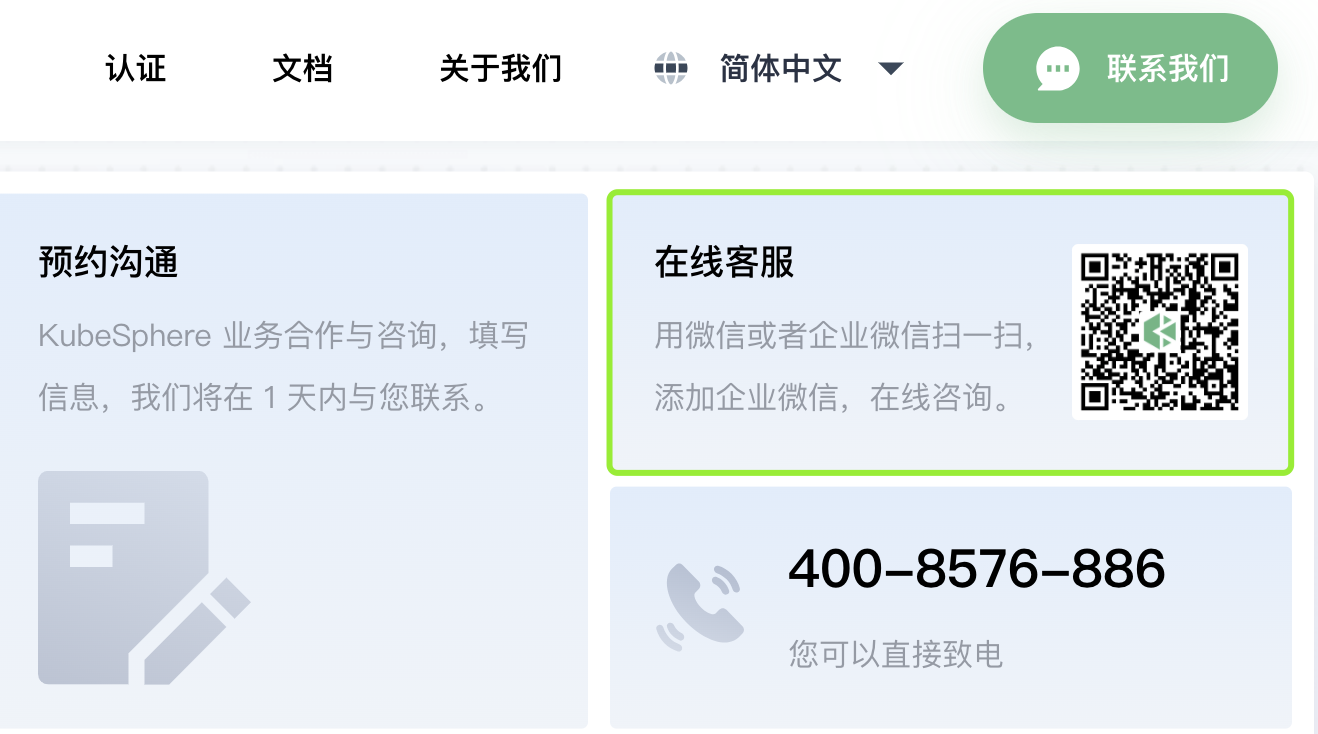 认证
文档
关于我们
简体中文
联系我们
预约沟通
KubeSphere 业务合作与咨询，填写
信息，我们将在 1 天内与您联系。
在线客服
用微信或者企业微信扫一扫，
添加企业微信，在线咨询。
400-8576-886
您可以直接致电